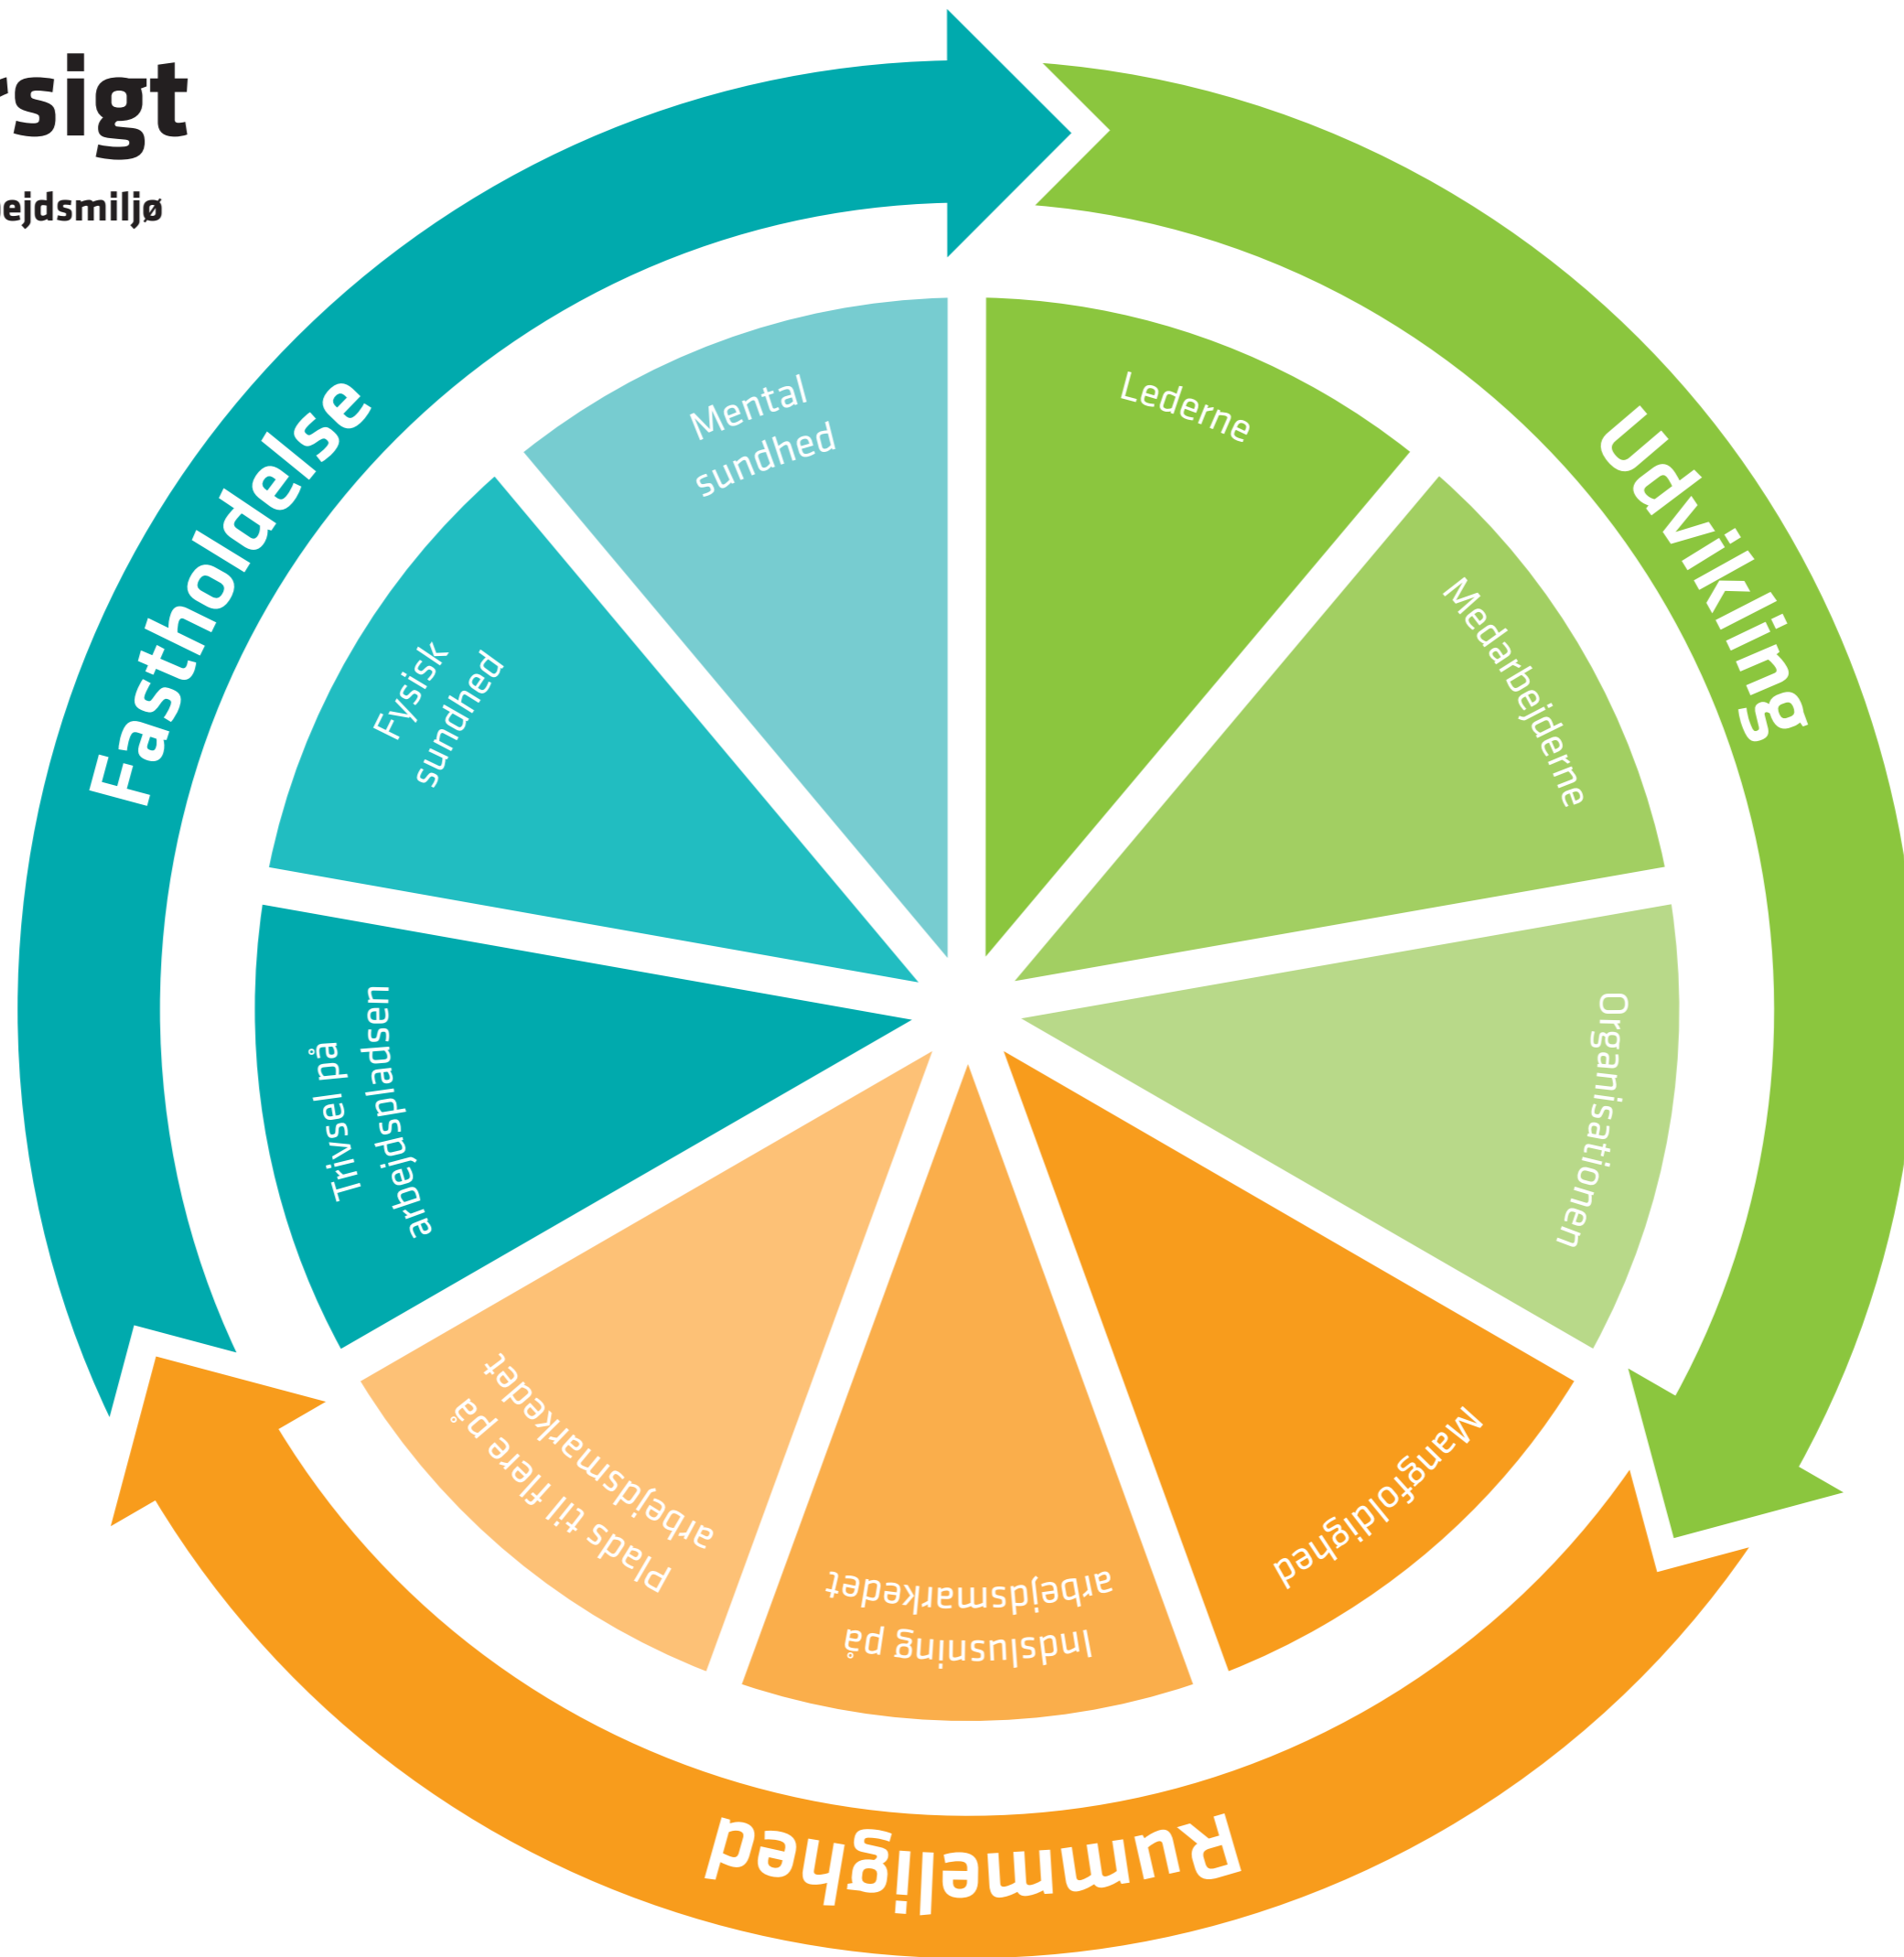 rsigt
ejdsmiljø
Udvikling
Lederne
Medarbejderne
Organisationen
Rummelighed
Mangfoldighed
Indslusning på
arbejdsmarkedet
Plads til flere på
arbejdsmarkedet
Fastholdelse
Trivsel på
arbejdspladsen
Fysisk
sundhed
Mental
sundhed